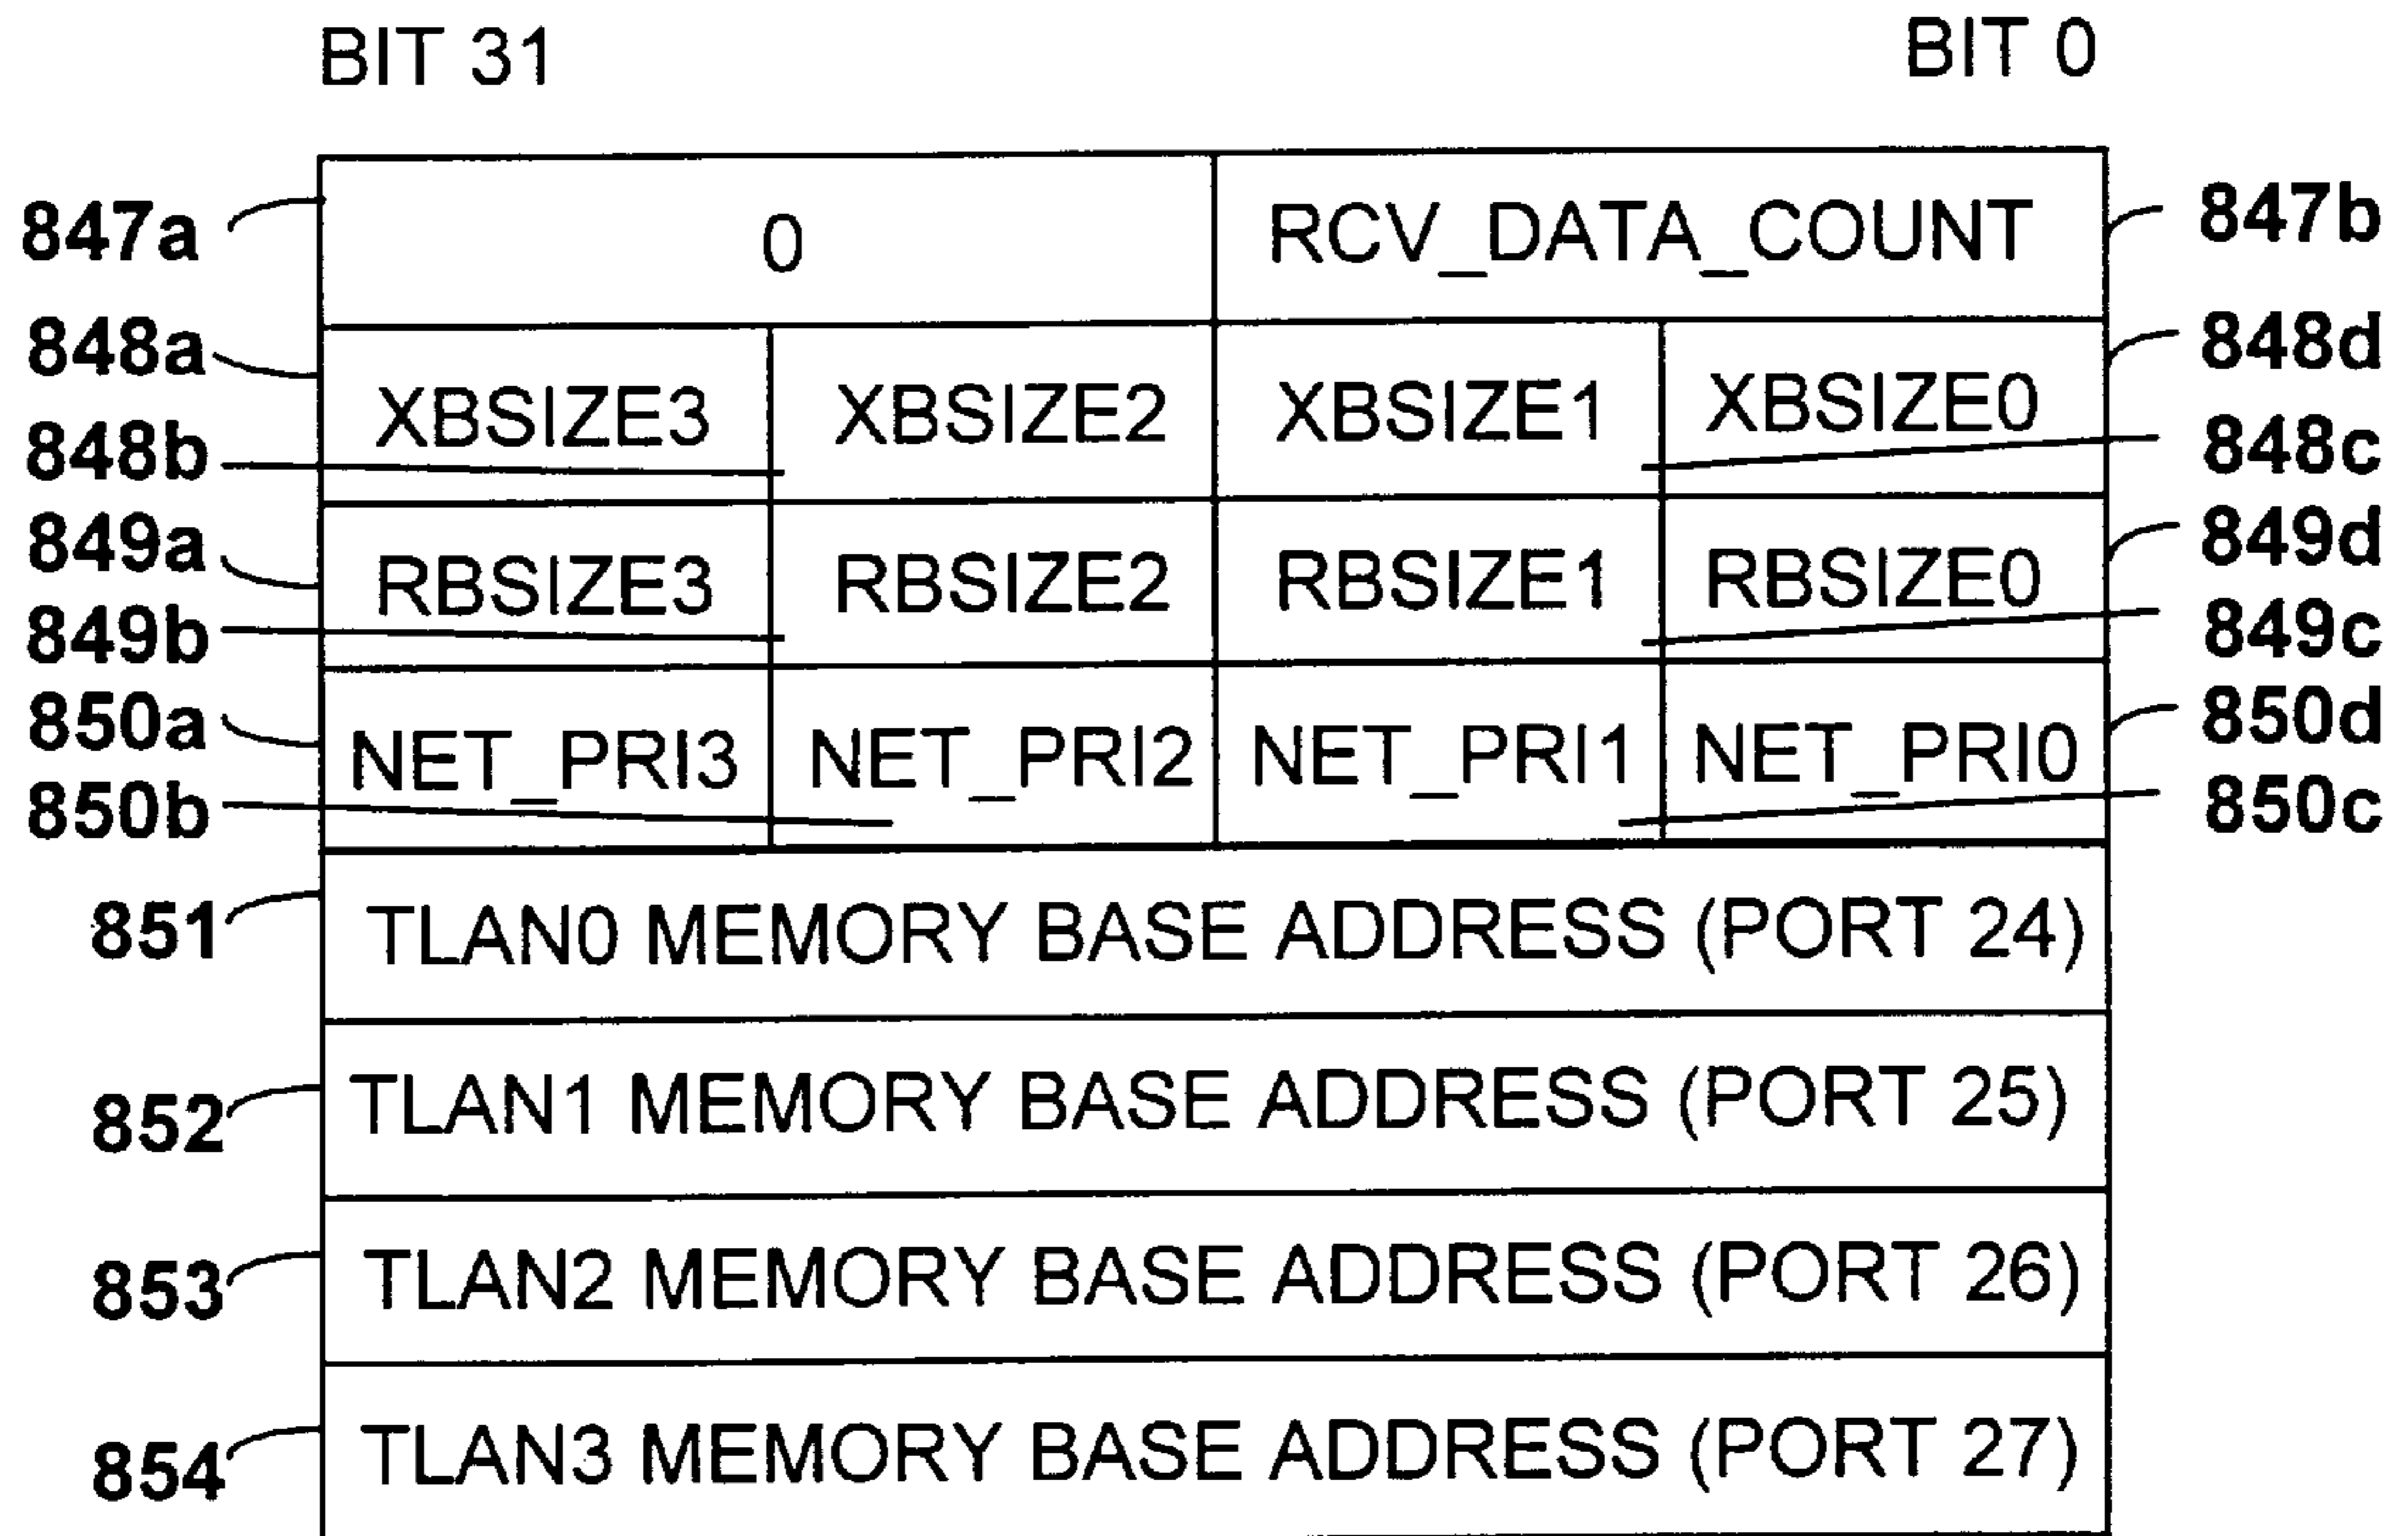 BIT 31 BIT 0
847a 0 RCV_DATA_COUNT 847b
848a XBSIZE3 XBSIZE2 XBSIZE1 XBSIZE0 848d
848b 848c
849a RBSIZE3 RBSIZE2 RBSIZE1 RBSIZE0 849d
849b 849c
850a NET_PRI3 NET_PRI2 NET_PRI1 NET_PRI0 850d
850b 850c
851 TLAN0 MEMORY BASE ADDRESS (PORT 24)
852 TLAN1 MEMORY BASE ADDRESS (PORT 25)
853 TLAN2 MEMORY BASE ADDRESS (PORT 26)
854 TLAN3 MEMORY BASE ADDRESS (PORT 27)